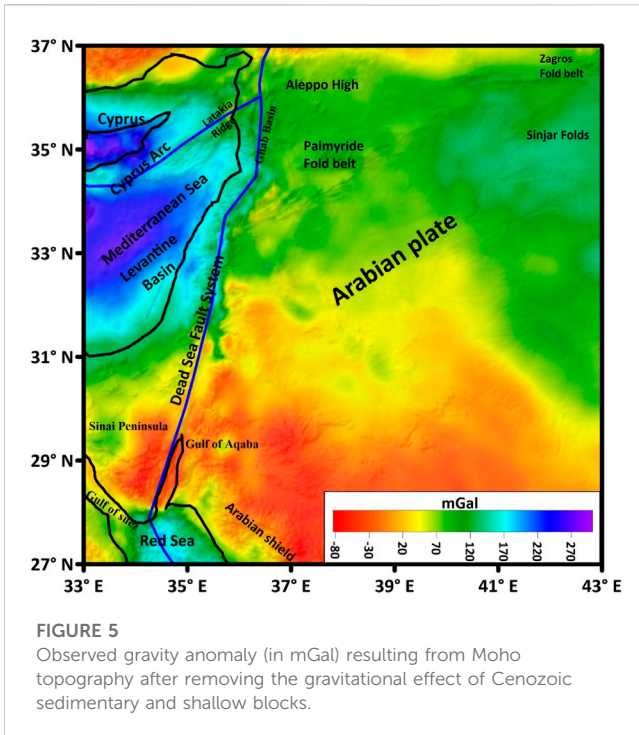 37° N
35° N
33° N
31° N
29° N
27° N
Zagros
Fold belt
Aleppo High
Cyprus
Latakia
Ridge
Ghab Basin
Sinjar Folds
Palmyride
Fold belt
Cyprus Arc
Mediterranean Sea
Levantine
Basin
Arabian plate
Dead Sea Fault System
Sinai Peninsula
Gulf of Aqaba
Gulf of suez
Red Sea
Arabian shield
mGal
-80 -30 20 70 120 170 220 270
33 E 35 E 37 E 39 E 41 E 43 E
FIGURE 5
Observed gravity anomaly (in mGal) resulting from Moho
topography after removing the gravitational effect of Cenozoic
sedimentary and shallow blocks.